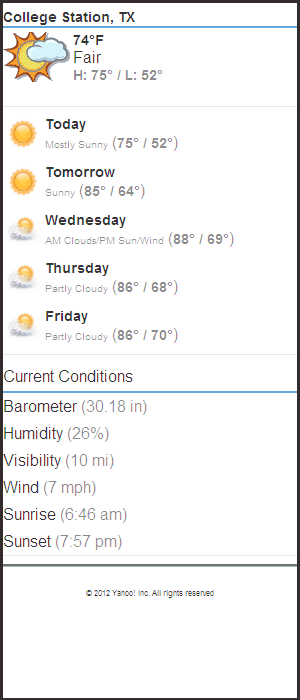 College Station, TX
74°F
Fair
H: 75° / L: 52°
Today
Mostly Sunny (75° / 52°)
Tomorrow
Sunny (85° / 64°)
Wednesday
AM Clouds/PM Sun/Wind (88° / 69°)
Thursday
Partly Cloudy (86° / 68°)
Friday
Partly Cloudy (86° / 70°)
Current Conditions
Barometer (30.18 in)
Humidity (26%)
Visibility (10 mi)
Wind (7 mph)
Sunrise (6:46 am)
Sunset (7:57 pm)
© 2012 Yahoo! Inc. All rights reserved